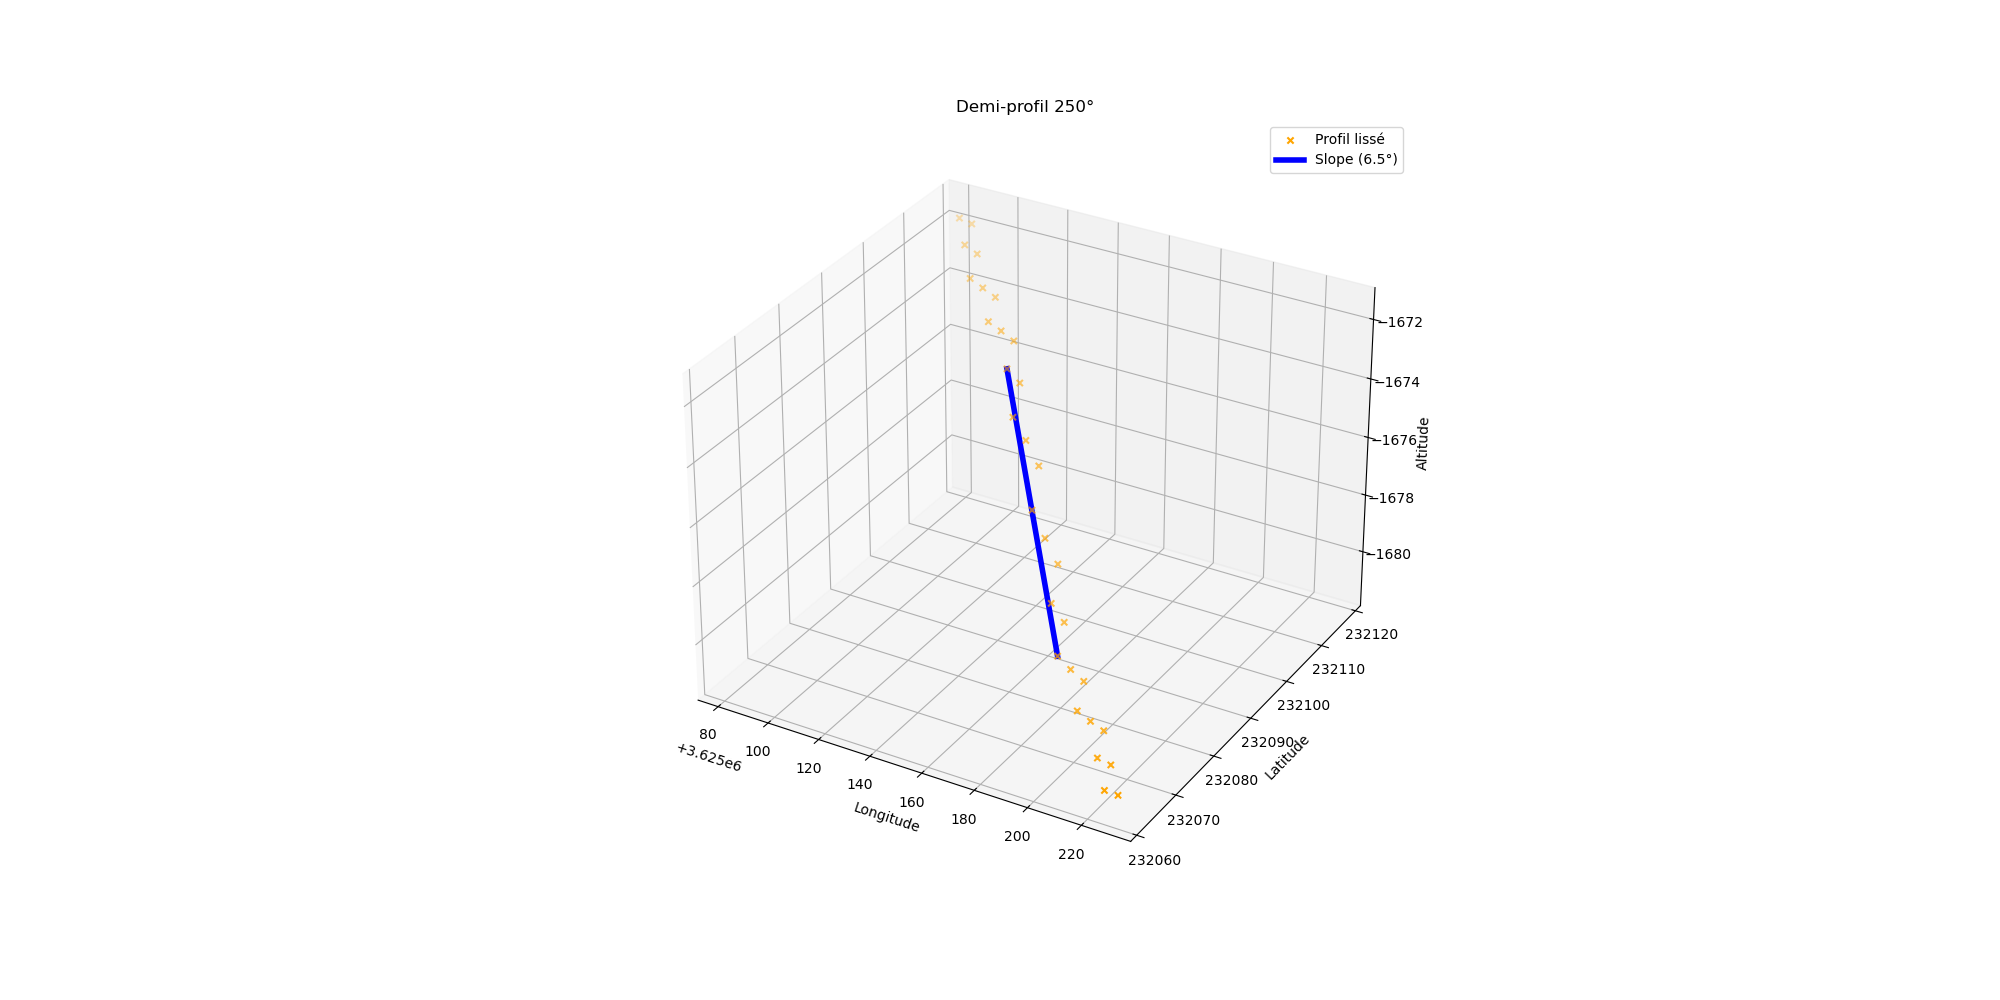 Demi-profil 250°
Profil lissé
Slope (6.5°)
−1672
−1674
−1676
−1678
−1680
Altitude
232120
232110
232100
232090
232080
232070
232060
Latitude
80
100
120
140
160
180
200
220
+3.625e6
Longitude